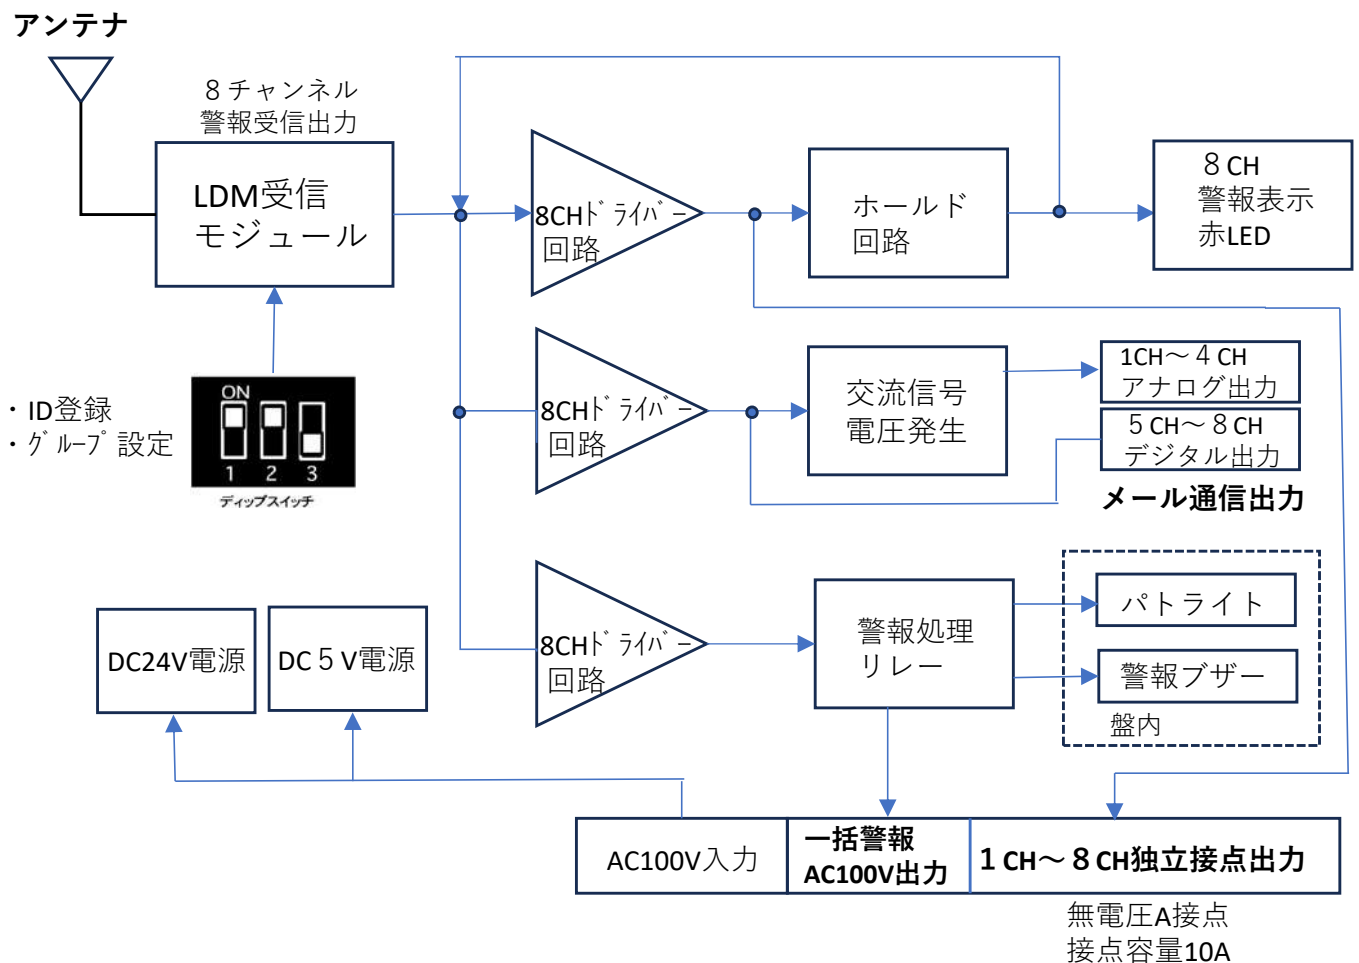 アンテナ
８チャンネル
警報受信出力
LDM受信
モジュール
8CHﾄﾞﾗｲﾊﾞｰ
回路
ホールド
回路
８CH
警報表示
赤LED
・ID登録
・ｸﾞﾙｰﾌﾟ設定
ON
1 2 3
ディップスイッチ
8CHﾄﾞﾗｲﾊﾞｰ
回路
交流信号
電圧発生
1CH～４CH
アナログ出力
５CH～８CH
デジタル出力
メール通信出力
DC24V電源
DC５V電源
8CHﾄﾞﾗｲﾊﾞｰ
回路
警報処理
リレー
パトライト
警報ブザー
盤内
AC100V入力
一括警報
AC100V出力
１CH～８CH独立接点出力
無電圧A接点
接点容量10A